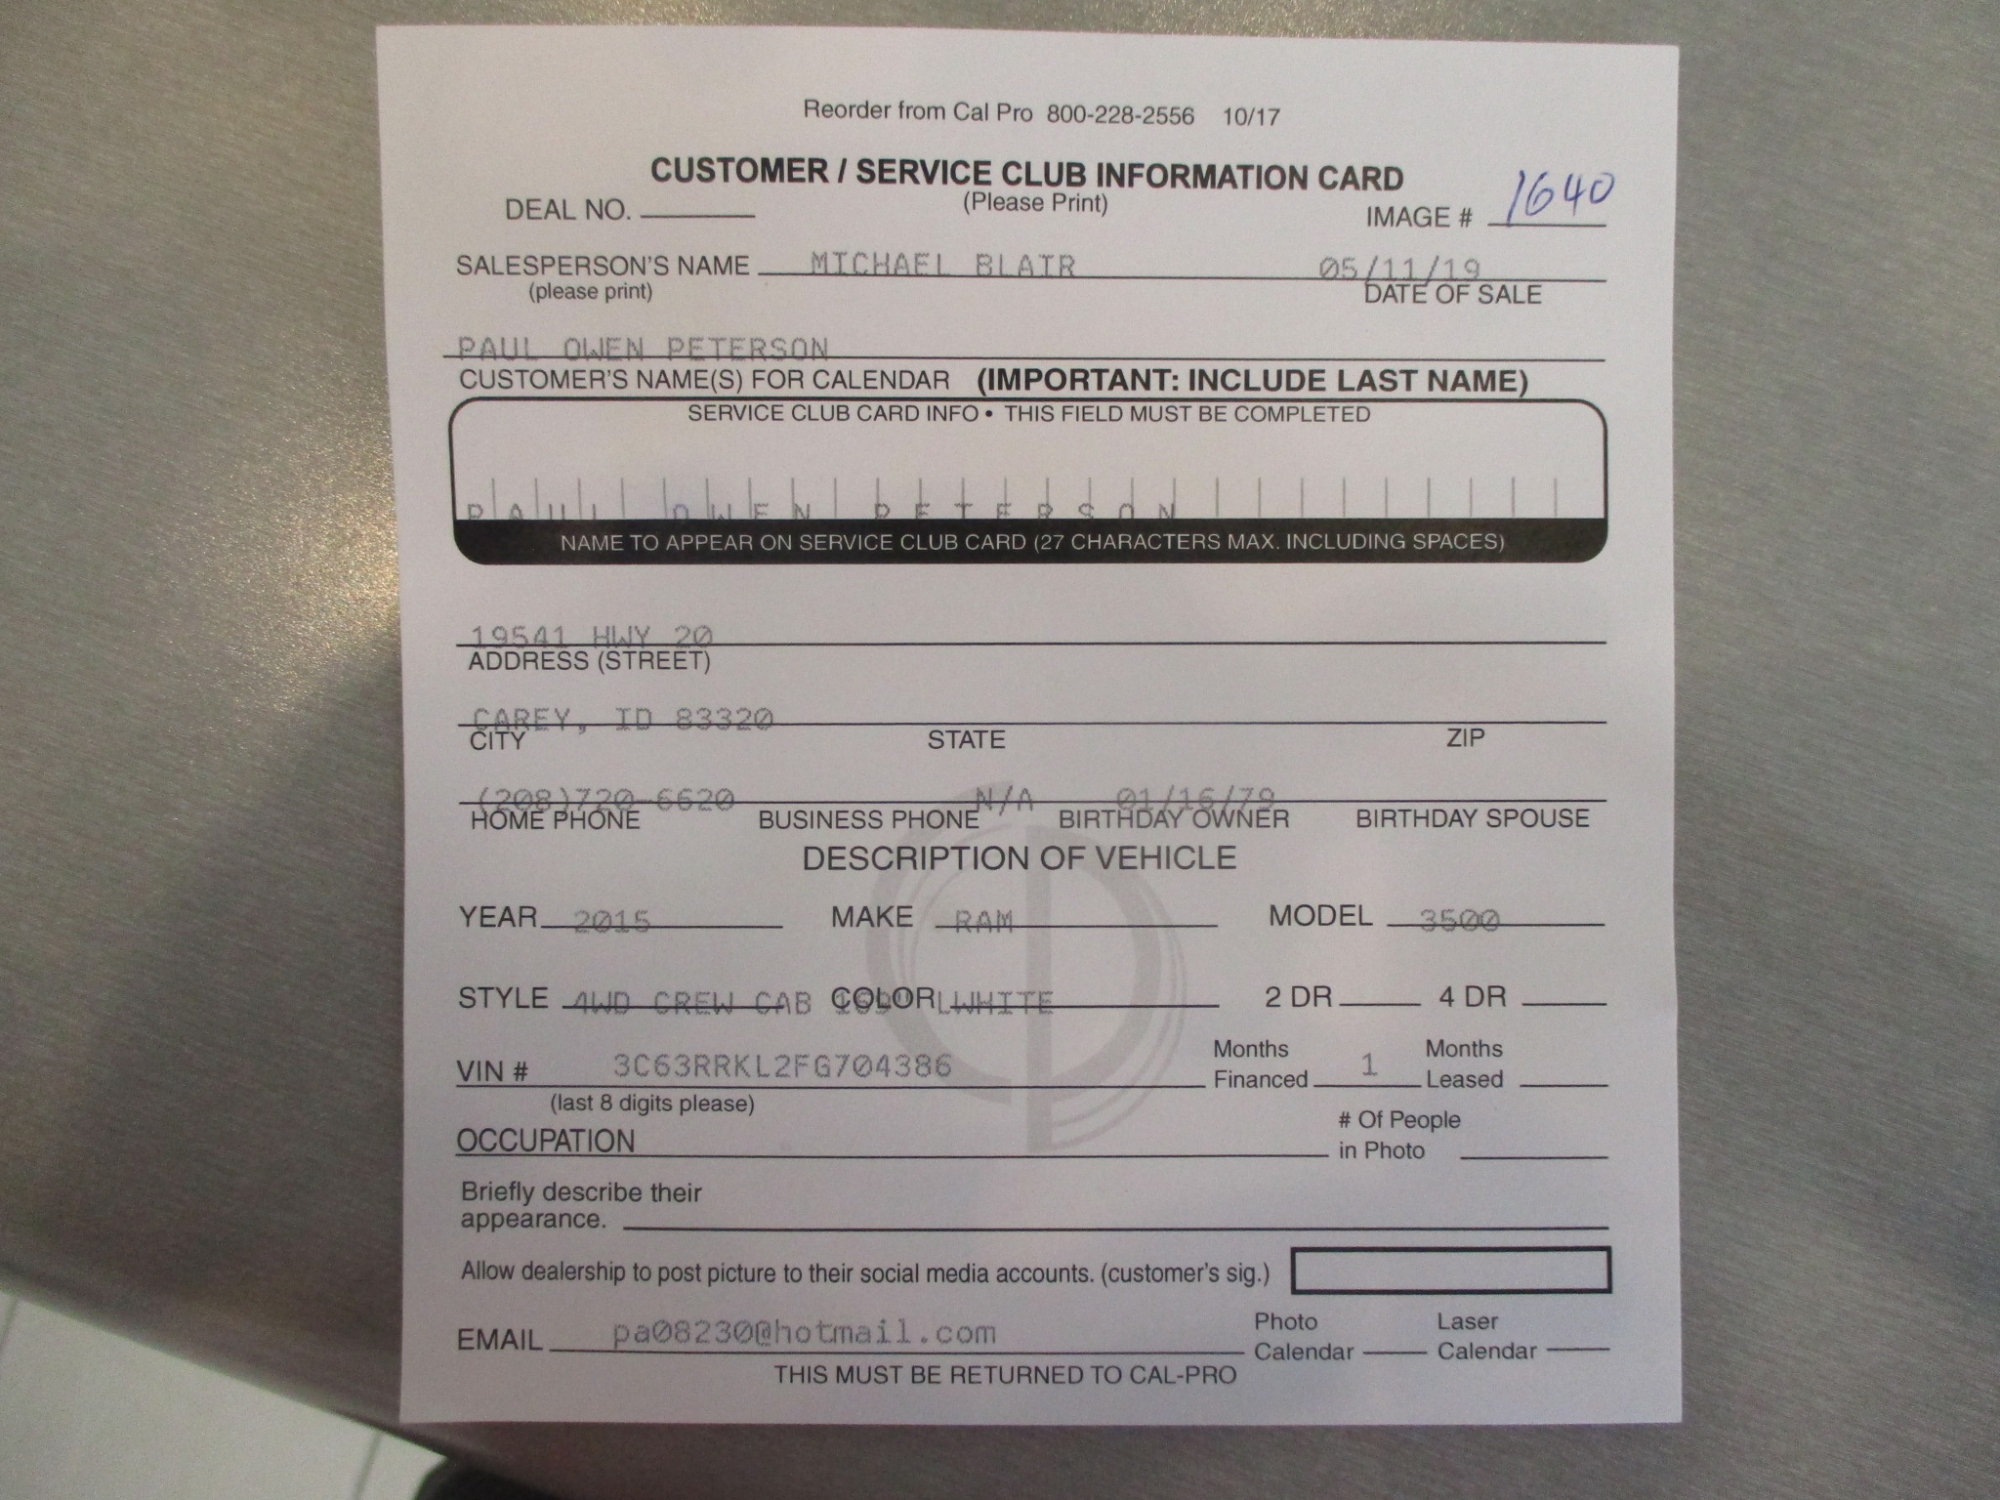 Reorder from Cal Pro 800-228-2556 10/17
CUSTOMER / SERVICE CLUB INFORMATION CARD
(Please Print)
DEAL NO. IMAGE # 1640
SALESPERSON'S NAME MICHAEL BLAIR 05/11/19
(please print) DATE OF SALE
PAUL OWEN PETERSON
CUSTOMER'S NAME(S) FOR CALENDAR (IMPORTANT: INCLUDE LAST NAME)
SERVICE CLUB CARD INFO • THIS FIELD MUST BE COMPLETED
PAUL OWEN PETERSON
NAME TO APPEAR ON SERVICE CLUB CARD (27 CHARACTERS MAX. INCLUDING SPACES)
19541 HWY 20
ADDRESS (STREET)
CAREY, ID 83320
CITY STATE ZIP
(208)720-6620 N/A 01/16/79
HOME PHONE BUSINESS PHONE BIRTHDAY OWNER BIRTHDAY SPOUSE
DESCRIPTION OF VEHICLE
YEAR 2015 MAKE RAM MODEL 3500
STYLE 4WD CREW CAB COLOR WHITE 2 DR 4 DR
VIN # 3C63RRKL2FG704386 Months Financed 1 Months Leased
(last 8 digits please)
OCCUPATION # Of People in Photo
Briefly describe their
appearance.
Allow dealership to post picture to their social media accounts. (customer's sig.)
EMAIL pa08230@hotmail.com Photo Calendar Laser Calendar
THIS MUST BE RETURNED TO CAL-PRO